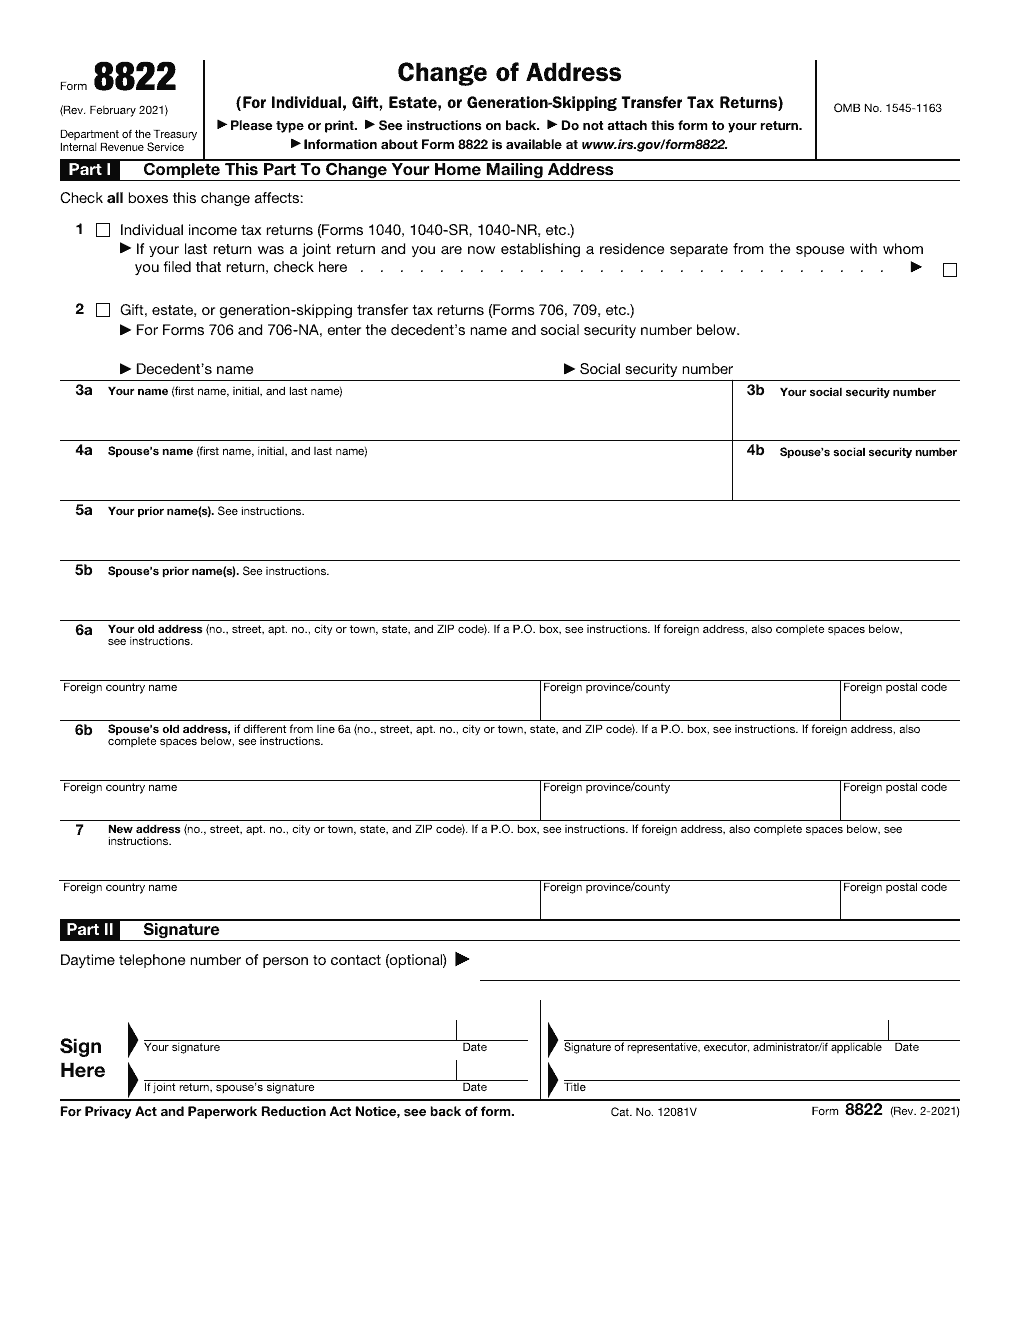 Form 8822
(Rev. February 2021)
Department of the Treasury
Internal Revenue Service
Change of Address
(For Individual, Gift, Estate, or Generation-Skipping Transfer Tax Returns)
▶ Please type or print. ▶ See instructions on back. ▶ Do not attach this form to your return.
▶ Information about Form 8822 is available at www.irs.gov/form8822.
OMB No. 1545-1163
Part I Complete This Part To Change Your Home Mailing Address
Check all boxes this change affects:
1 Individual income tax returns (Forms 1040, 1040-SR, 1040-NR, etc.)
▶ If your last return was a joint return and you are now establishing a residence separate from the spouse with whom
you filed that return, check here . . . . . . . . . . . . . . . . . . . . . . . . . . . ▶
2 Gift, estate, or generation-skipping transfer tax returns (Forms 706, 709, etc.)
▶ For Forms 706 and 706-NA, enter the decedent's name and social security number below.
▶ Decedent's name ▶ Social security number
3a Your name (first name, initial, and last name) 3b Your social security number
4a Spouse's name (first name, initial, and last name) 4b Spouse's social security number
5a Your prior name(s). See instructions.
5b Spouse's prior name(s). See instructions.
6a Your old address (no., street, apt. no., city or town, state, and ZIP code). If a P.O. box, see instructions. If foreign address, also complete spaces below,
see instructions.
Foreign country name Foreign province/county Foreign postal code
6b Spouse's old address, if different from line 6a (no., street, apt. no., city or town, state, and ZIP code). If a P.O. box, see instructions. If foreign address, also
complete spaces below, see instructions.
Foreign country name Foreign province/county Foreign postal code
7 New address (no., street, apt. no., city or town, state, and ZIP code). If a P.O. box, see instructions. If foreign address, also complete spaces below, see
instructions.
Foreign country name Foreign province/county Foreign postal code
Part II Signature
Daytime telephone number of person to contact (optional) ▶
Sign
Here
Your signature Date
If joint return, spouse's signature Date
Signature of representative, executor, administrator/if applicable Date
Title
For Privacy Act and Paperwork Reduction Act Notice, see back of form. Cat. No. 12081V Form 8822 (Rev. 2-2021)